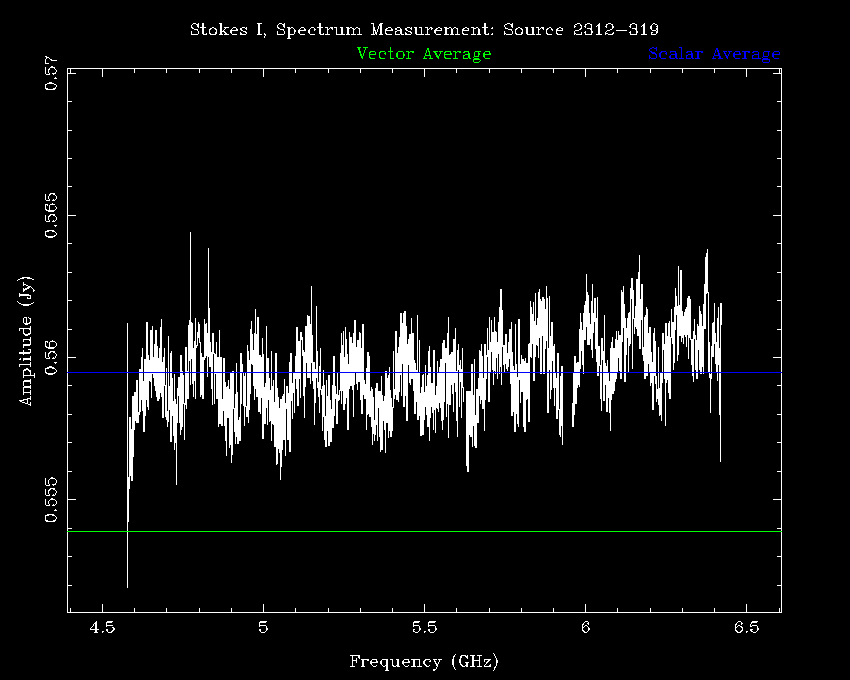 Stokes I, Spectrum Measurement: Source 2312−319
Vector Average Scalar Average
0.57
0.565
0.56
0.555
Amplitude (Jy)
4.5 5 5.5 6 6.5
Frequency (GHz)